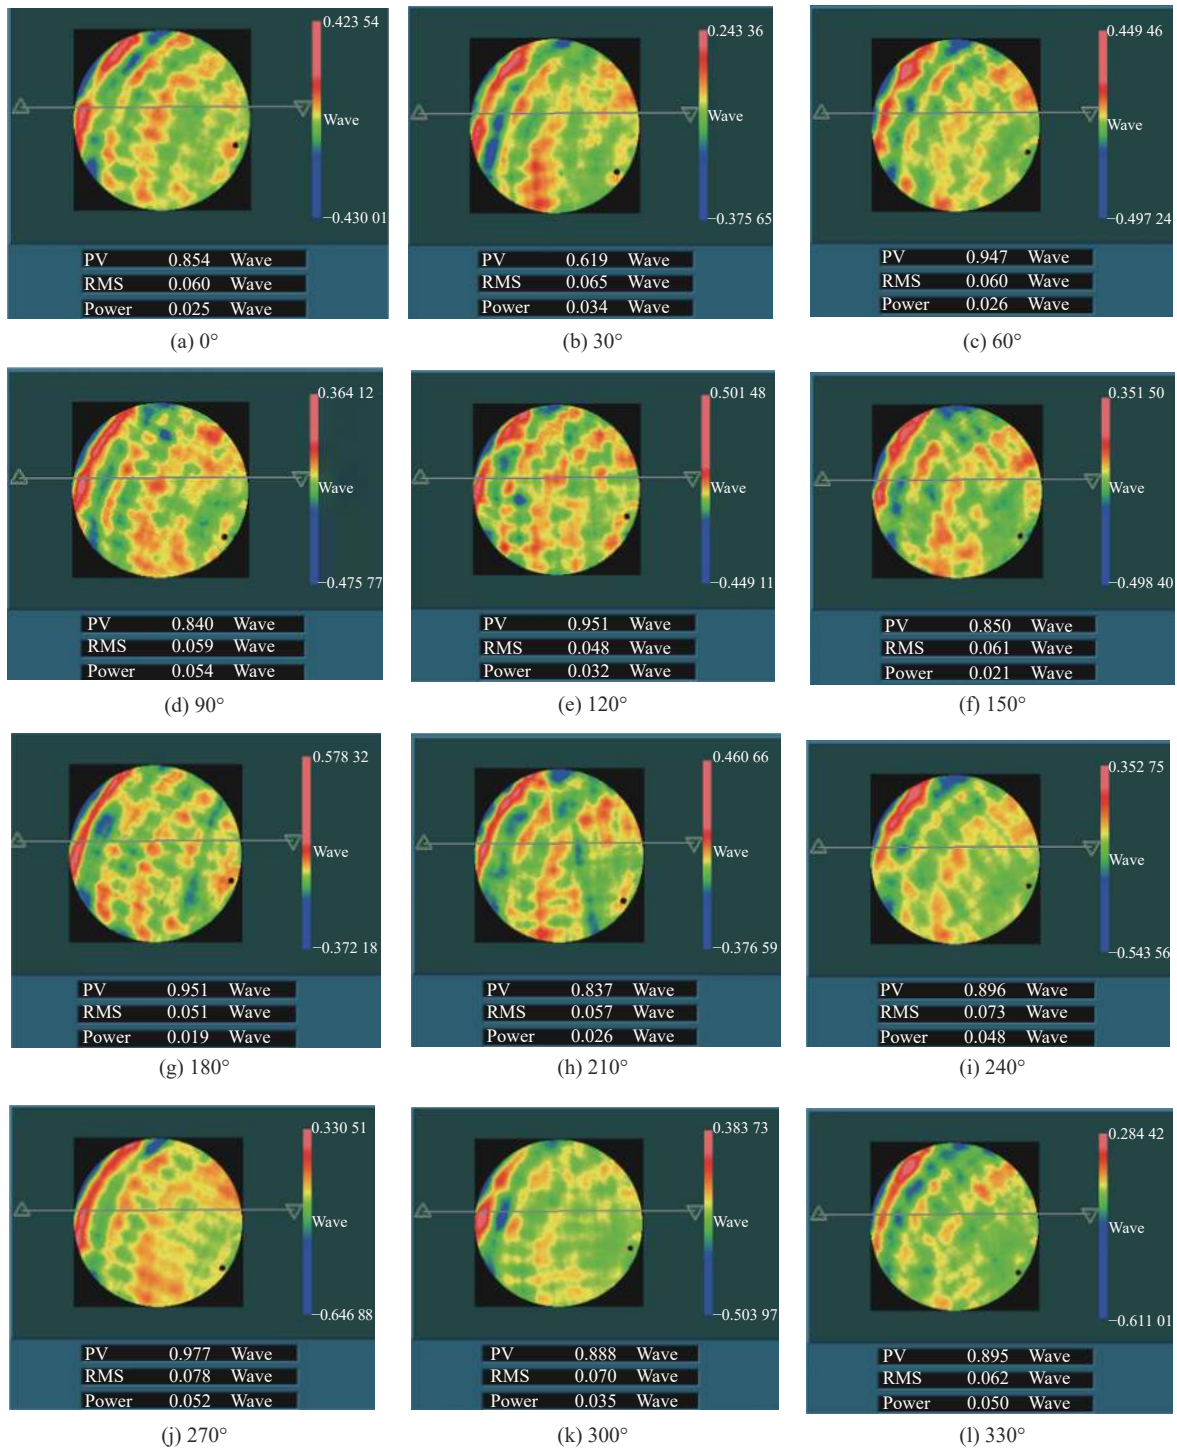 0.423 54
Wave
−0.430 01
PV 0.854 Wave
RMS 0.060 Wave
Power 0.025 Wave
(a) 0°
0.243 36
Wave
−0.375 65
PV 0.619 Wave
RMS 0.065 Wave
Power 0.034 Wave
(b) 30°
0.449 46
Wave
−0.497 24
PV 0.947 Wave
RMS 0.060 Wave
Power 0.026 Wave
(c) 60°
0.364 12
Wave
−0.475 77
PV 0.840 Wave
RMS 0.059 Wave
Power 0.054 Wave
(d) 90°
0.501 48
Wave
−0.449 11
PV 0.951 Wave
RMS 0.048 Wave
Power 0.032 Wave
(e) 120°
0.351 50
Wave
−0.498 40
PV 0.850 Wave
RMS 0.061 Wave
Power 0.021 Wave
(f) 150°
0.578 32
Wave
−0.372 18
PV 0.951 Wave
RMS 0.051 Wave
Power 0.019 Wave
(g) 180°
0.460 66
Wave
−0.376 59
PV 0.837 Wave
RMS 0.057 Wave
Power 0.026 Wave
(h) 210°
0.352 75
Wave
−0.543 56
PV 0.896 Wave
RMS 0.073 Wave
Power 0.048 Wave
(i) 240°
0.330 51
Wave
−0.646 88
PV 0.977 Wave
RMS 0.078 Wave
Power 0.052 Wave
(j) 270°
0.383 73
Wave
−0.503 97
PV 0.888 Wave
RMS 0.070 Wave
Power 0.035 Wave
(k) 300°
0.284 42
Wave
−0.611 01
PV 0.895 Wave
RMS 0.062 Wave
Power 0.050 Wave
(l) 330°